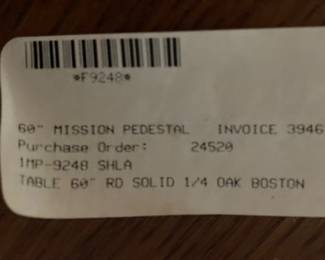 *F9248*
60" MISSION PEDESTAL INVOICE 3946
Purchase Order: 24520
1MP-9248 SHLA
TABLE 60" RD SOLID 1/4 OAK BOSTON